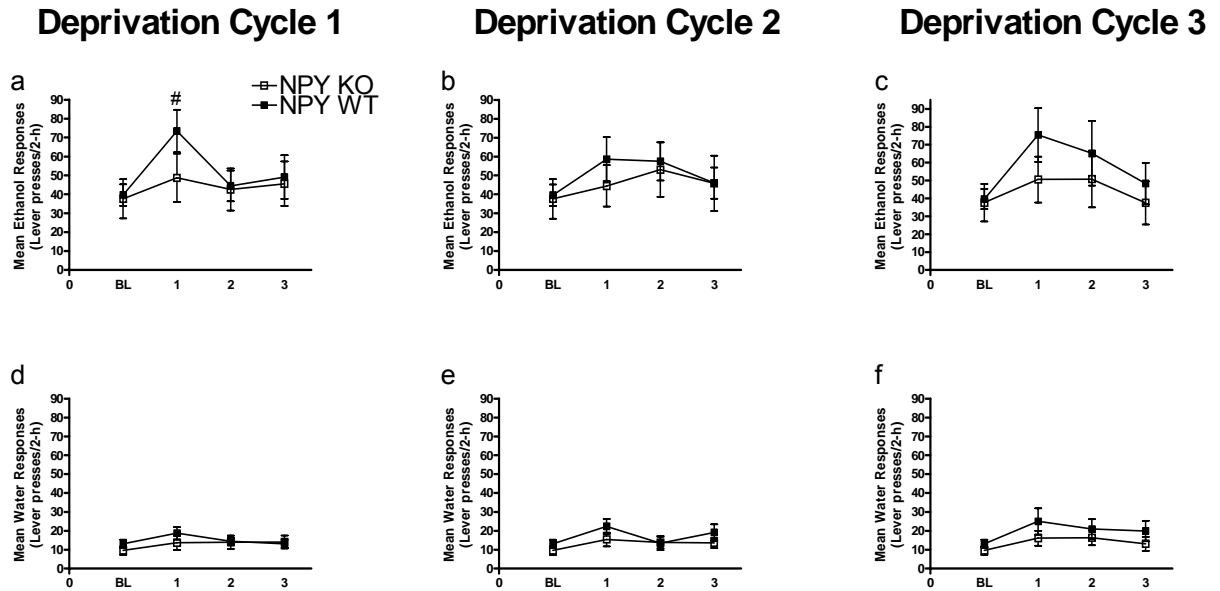 Deprivation Cycle 1
Deprivation Cycle 2
Deprivation Cycle 3
a
Mean Ethanol Responses
(Lever presses/2-h)
90
80
70
60
50
40
30
20
10
0
#
NPY KO
NPY WT
0 BL 1 2 3
b
Mean Ethanol Responses
(Lever presses/2-h)
90
80
70
60
50
40
30
20
10
0
0 BL 1 2 3
c
Mean Ethanol Responses
(Lever presses/2-h)
90
80
70
60
50
40
30
20
10
0
0 BL 1 2 3
d
Mean Water Responses
(Lever presses/2-h)
90
80
70
60
50
40
30
20
10
0
0 BL 1 2 3
e
Mean Water Responses
(Lever presses/2-h)
90
80
70
60
50
40
30
20
10
0
0 BL 1 2 3
f
Mean Water Responses
(Lever presses/2-h)
90
80
70
60
50
40
30
20
10
0
0 BL 1 2 3